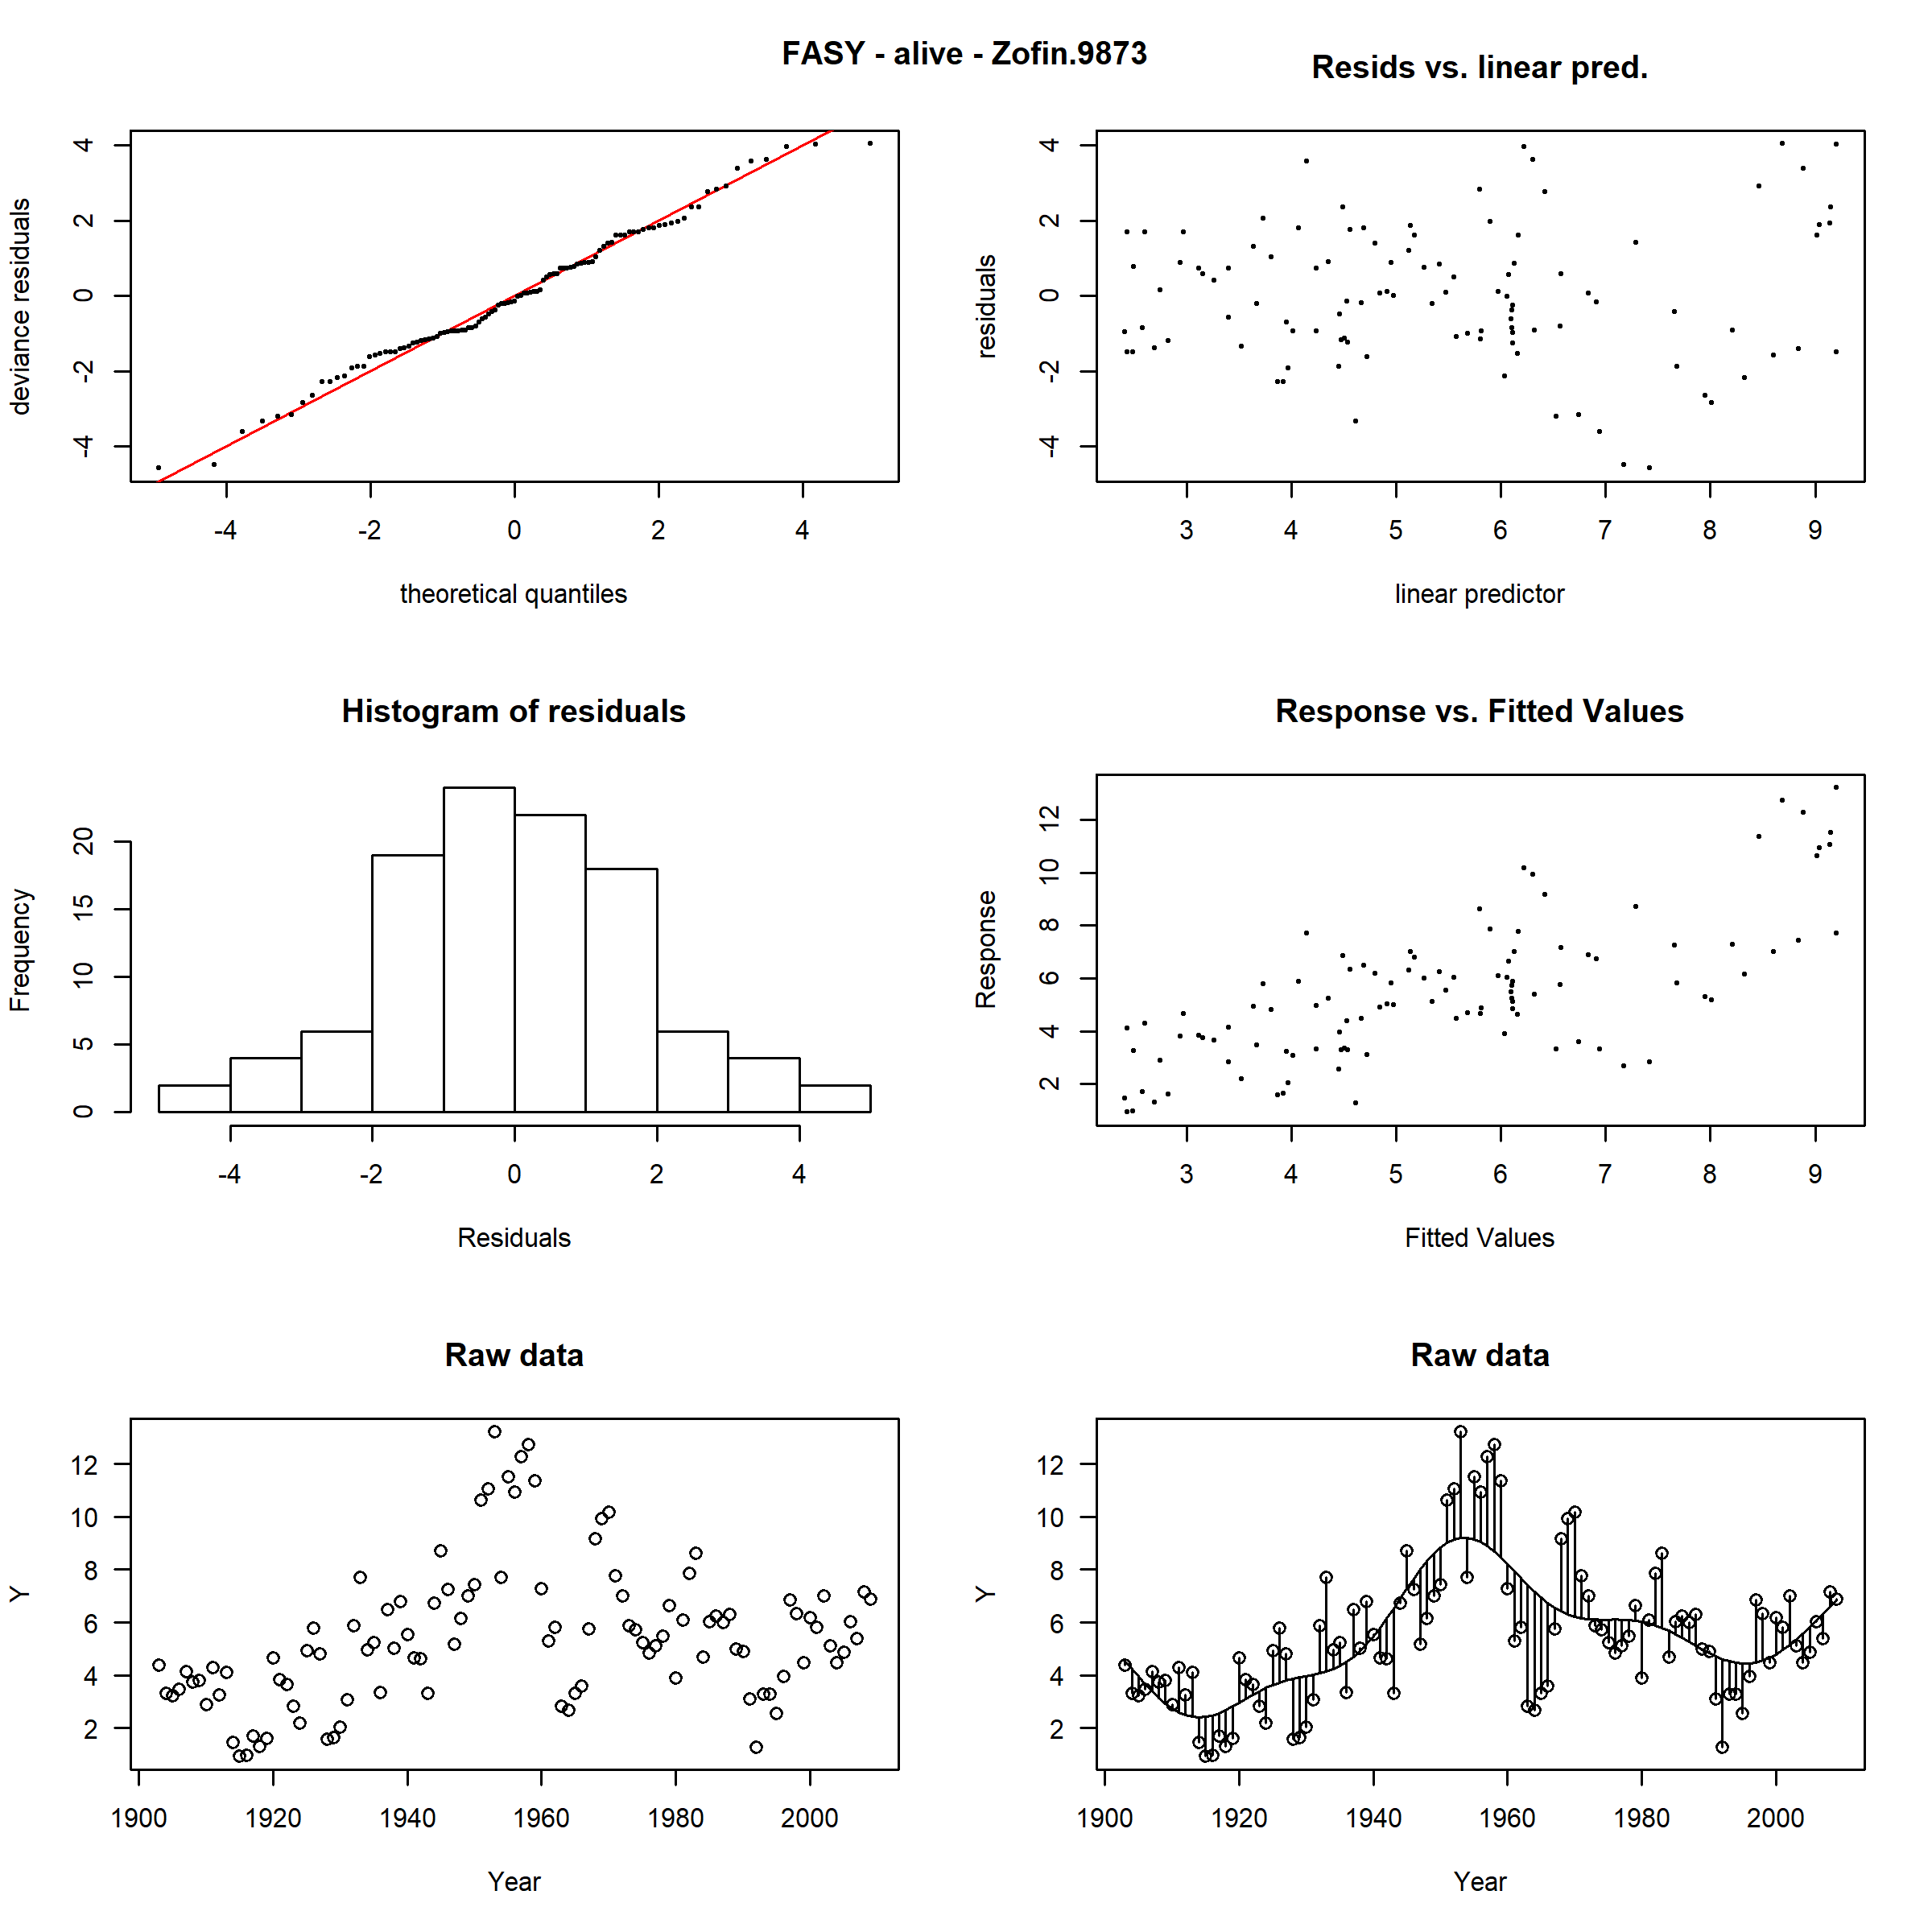 FASY - alive - Zofin.9873
deviance residuals
4
2
0
-2
-4
-4 -2 0 2 4
theoretical quantiles
Resids vs. linear pred.
residuals
4
2
0
-2
-4
3 4 5 6 7 8 9
linear predictor
Histogram of residuals
Frequency
20
15
10
5
0
-4 -2 0 2 4
Residuals
Response vs. Fitted Values
Response
12
10
8
6
4
2
3 4 5 6 7 8 9
Fitted Values
Raw data
Y
12
10
8
6
4
2
1900 1920 1940 1960 1980 2000
Year
Raw data
Y
12
10
8
6
4
2
1900 1920 1940 1960 1980 2000
Year